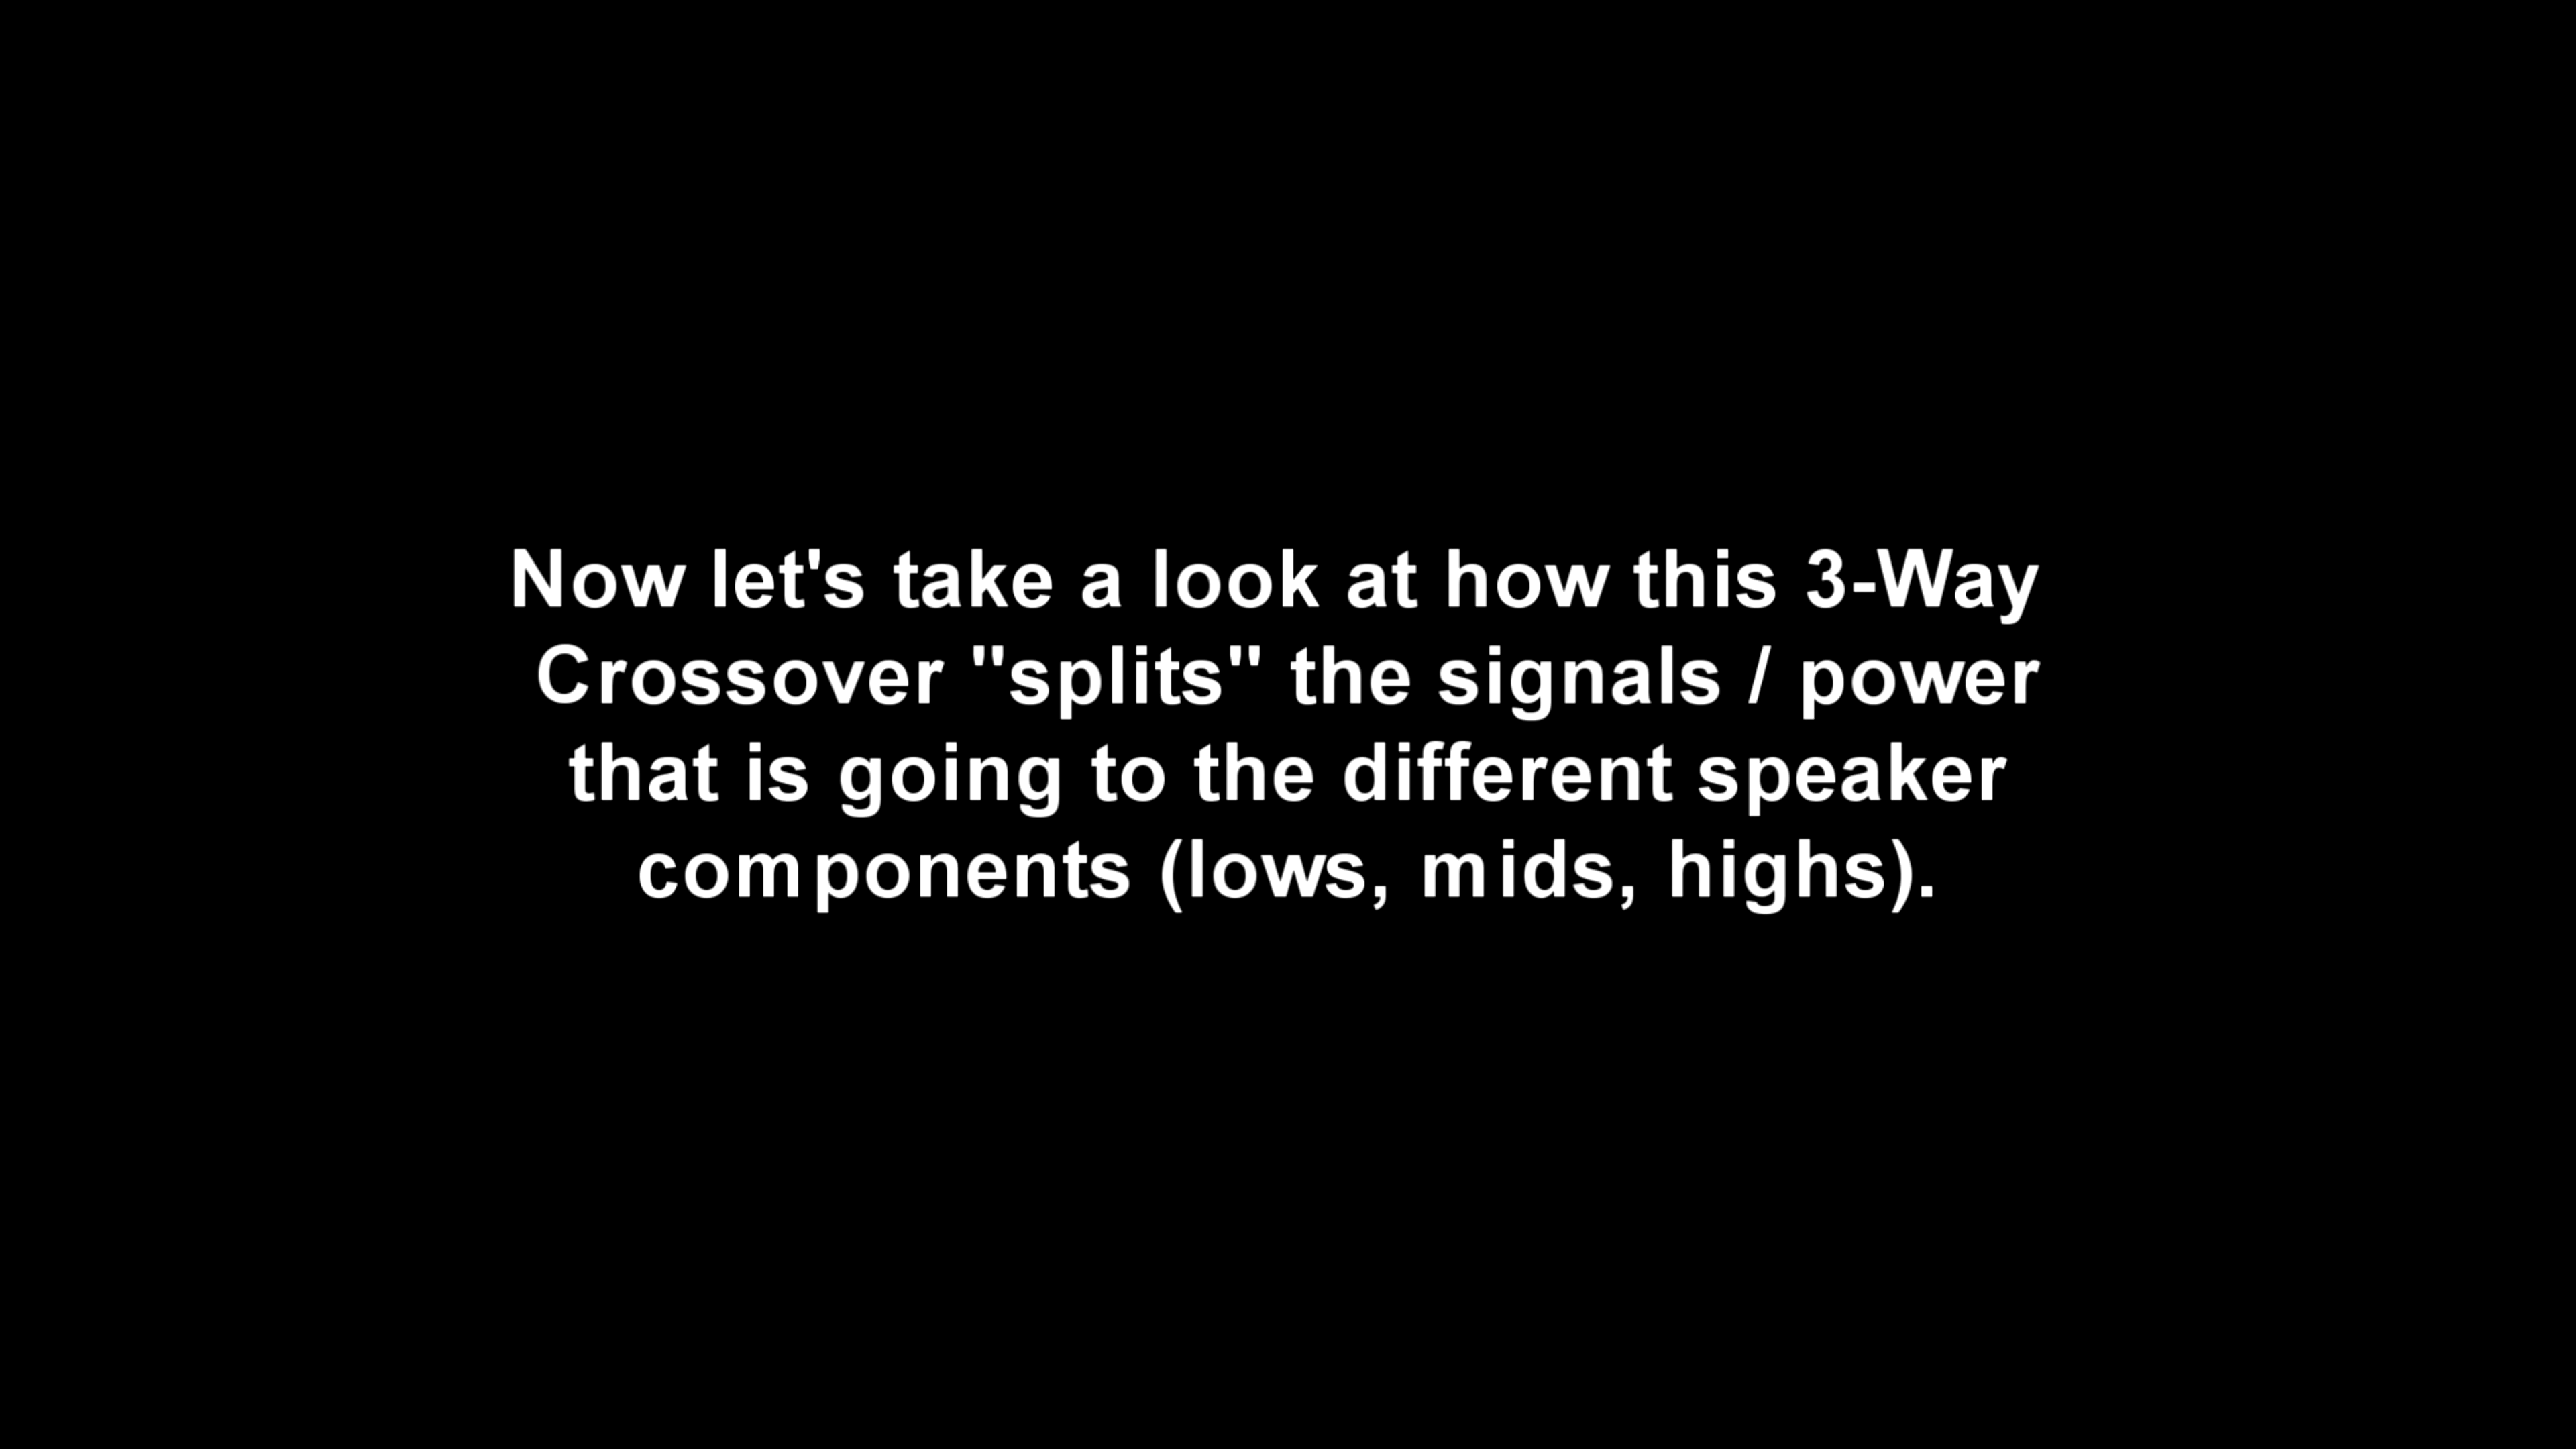 Now let's take a look at how this 3-Way
Crossover "splits" the signals / power
that is going to the different speaker
components (lows, mids, highs).